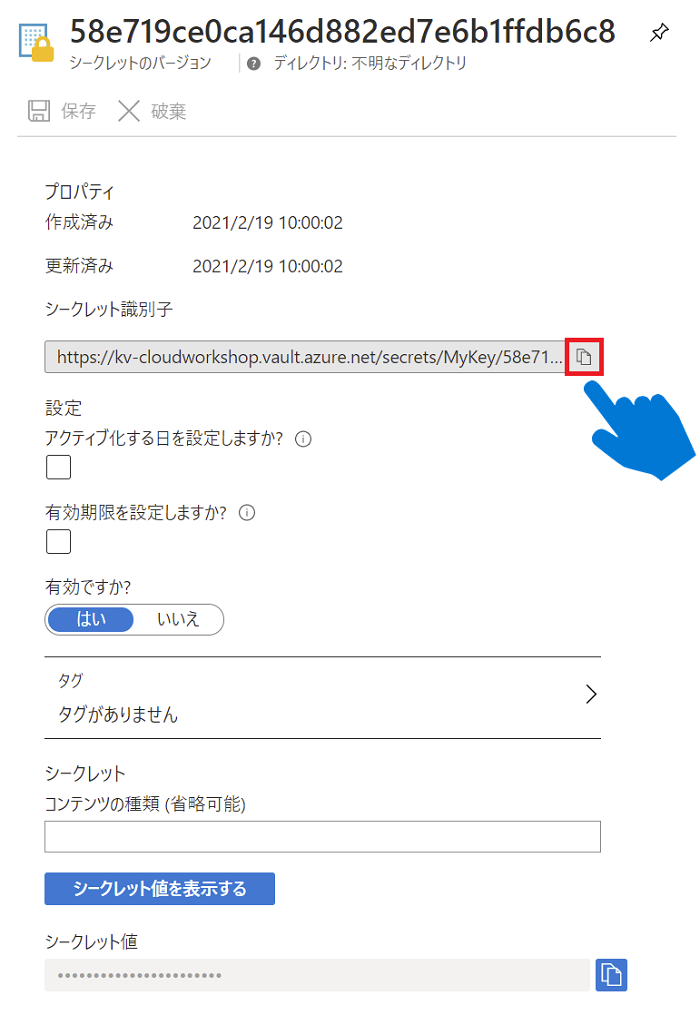 58e719ce0ca146d882ed7e6b1ffdb6c8
シークレットのバージョン ? ディレクトリ: 不明なディレクトリ
保存 破棄
プロパティ
作成済み 2021/2/19 10:00:02
更新済み 2021/2/19 10:00:02
シークレット識別子
https://kv-cloudworkshop.vault.azure.net/secrets/MyKey/58e71...
設定
アクティブ化する日を設定しますか?
有効期限を設定しますか?
有効ですか?
はい いいえ
タグ
タグがありません
シークレット
コンテンツの種類 (省略可能)
シークレット値を表示する
シークレット値
••••••••••••••••••••••